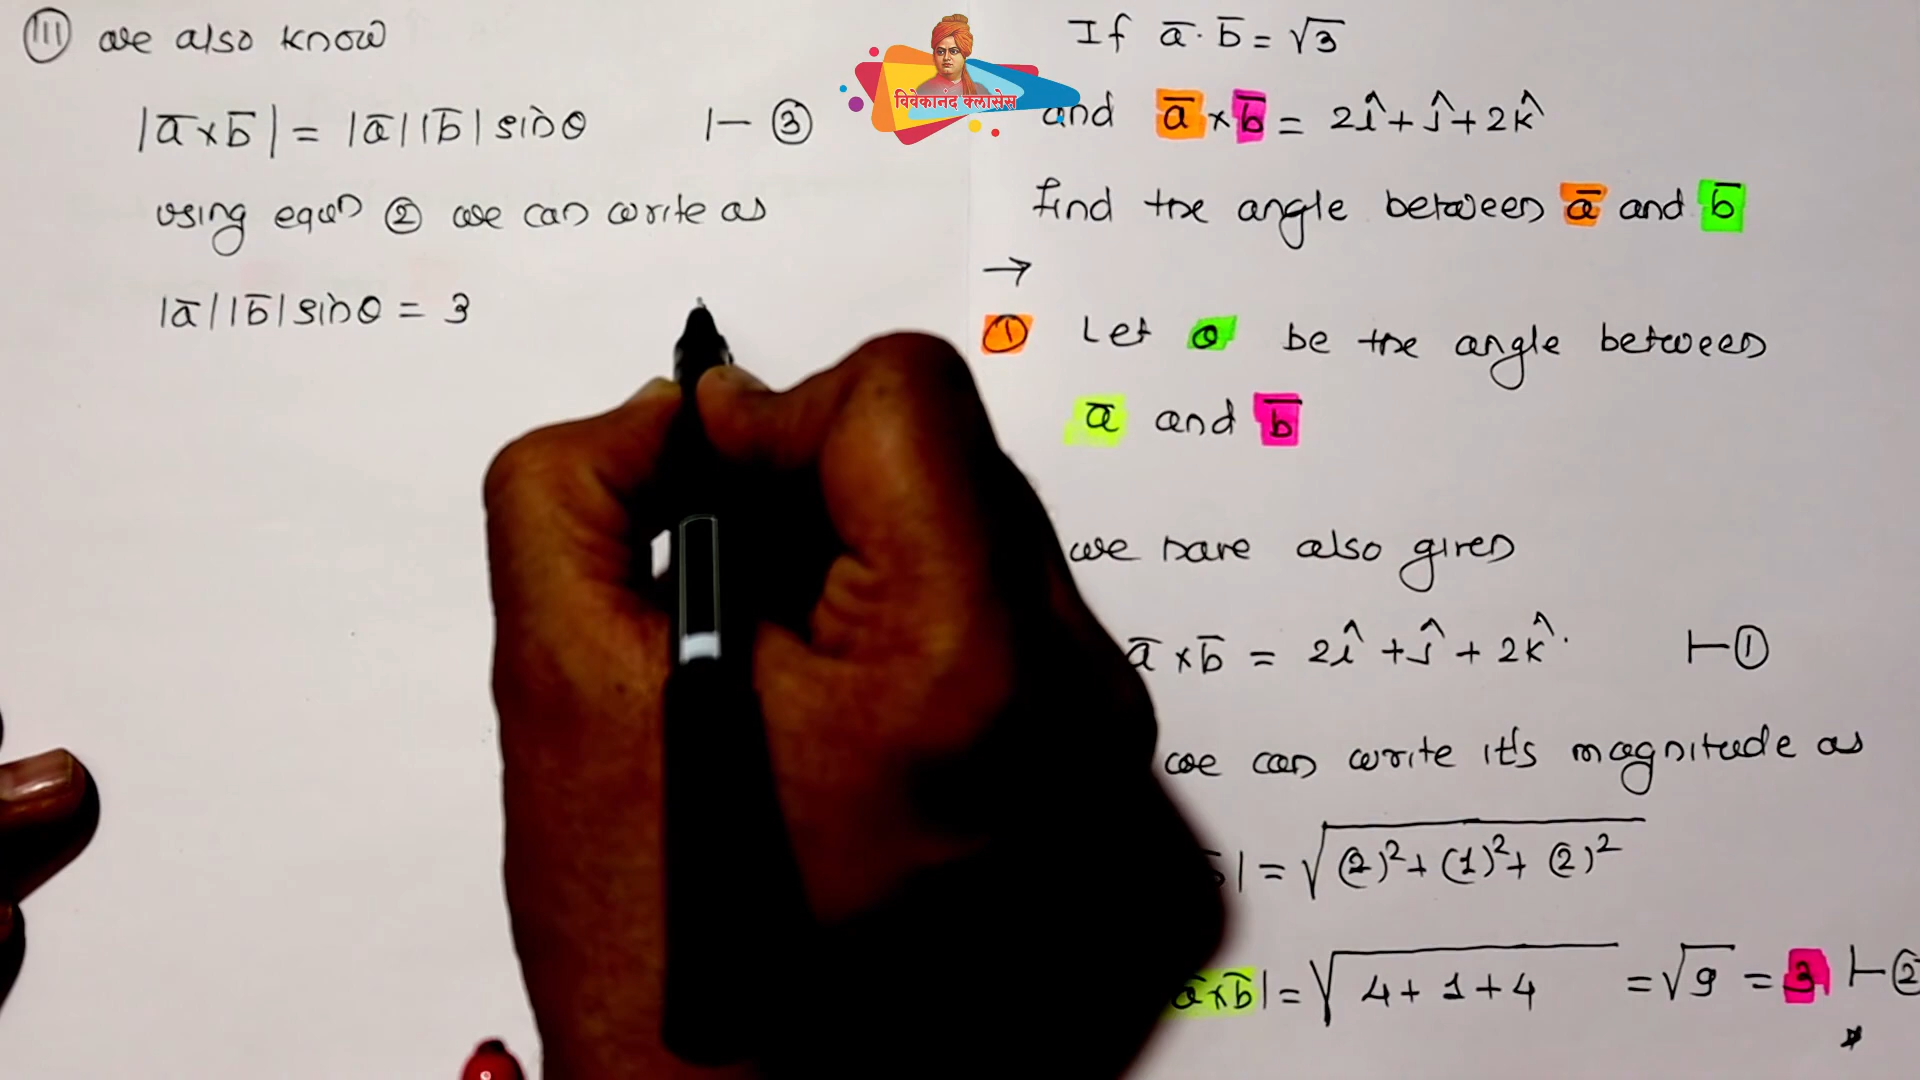 III we also know
|a̅ × b̅| = |a̅| |b̅| sinθ ⊢ ③
using equn ② we can write as
|a̅| |b̅| sinθ = 3
विवेकानंद क्लासेस
If a̅ · b̅ = √3
and a̅ × b̅ = 2î + ĵ + 2k̂
find the angle between a̅ and b̅
→
① Let θ be the angle between
a̅ and b̅
we have also given
a̅ × b̅ = 2î + ĵ + 2k̂. ⊢ ①
we can write it's magnitude as
b̅| = √(2)² + (1)² + (2)²
a̅×b̅| = √4 + 1 + 4 = √9 = 3 ⊢ ②